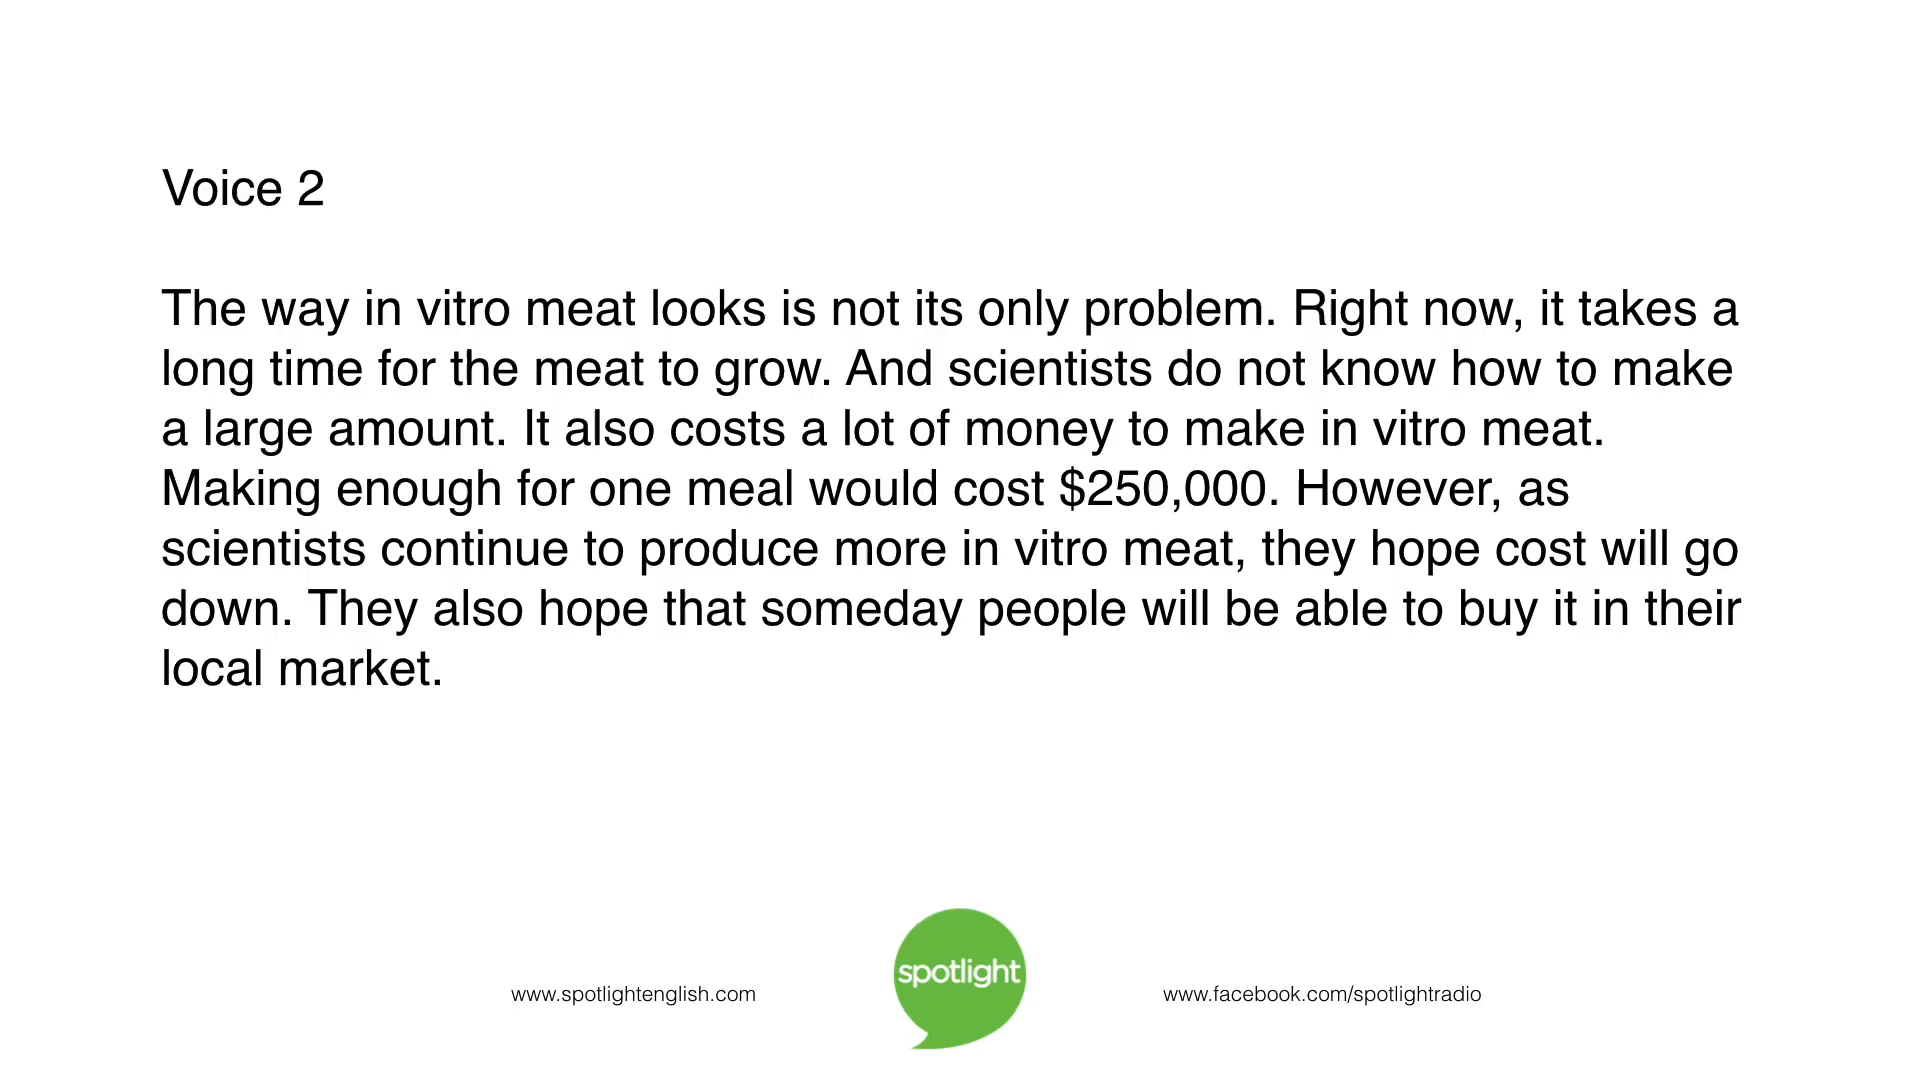 Voice 2
The way in vitro meat looks is not its only problem. Right now, it takes a
long time for the meat to grow. And scientists do not know how to make
a large amount. It also costs a lot of money to make in vitro meat.
Making enough for one meal would cost $250,000. However, as
scientists continue to produce more in vitro meat, they hope cost will go
down. They also hope that someday people will be able to buy it in their
local market.
www.spotlightenglish.com
spotlight
www.facebook.com/spotlightradio